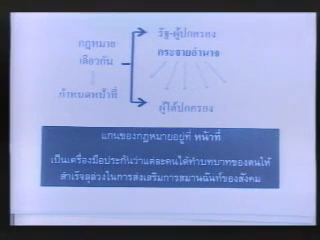 กฎหมาย
เดียวกัน
กำหนดหน้าที่
รัฐ-ผู้ปกครอง
กระจายอำนาจ
ผู้ใต้ปกครอง
แกนของกฎหมายอยู่ที่ หน้าที่
เป็นเครื่องมือประกันว่าแต่ละคนได้ทำบทบาทของตนให้
สำเร็จลุล่วงในการส่งเสริมการสมานฉันท์ของสังคม